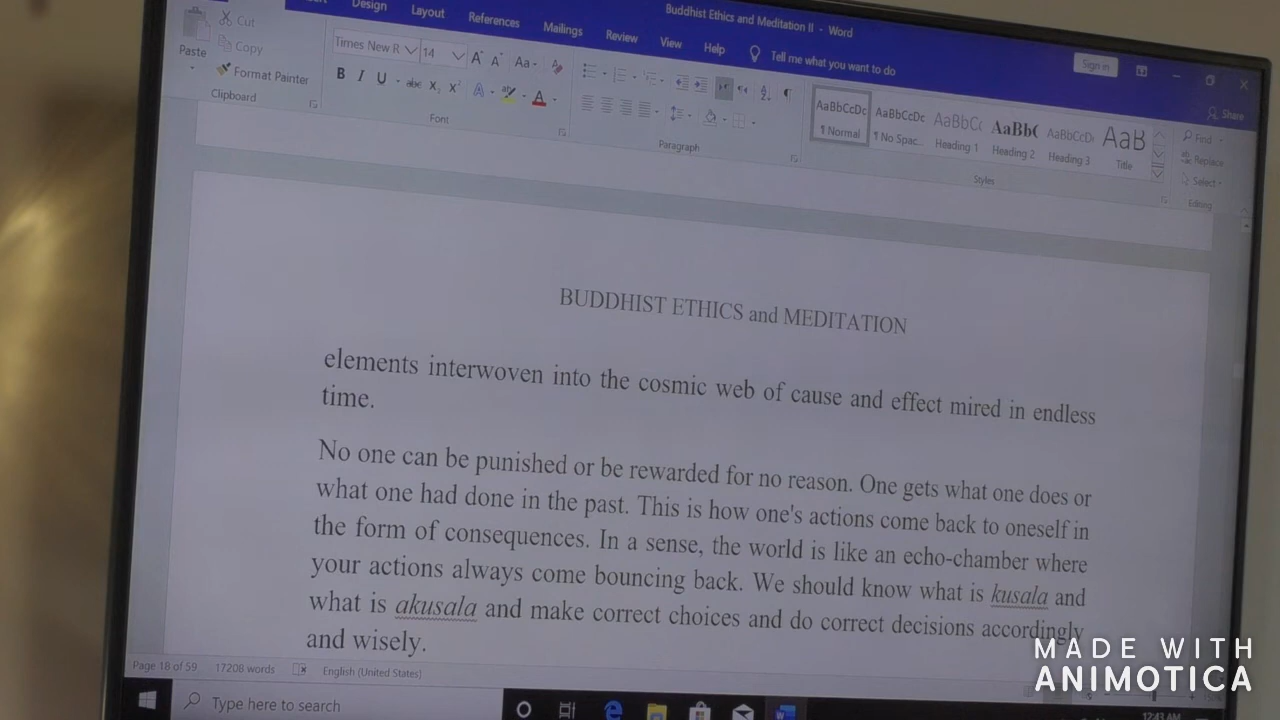 Buddhist Ethics and Meditation II - Word
Design Layout References Mailings Review View Help Tell me what you want to do
Sign in
Share
Cut
Copy
Paste
Format Painter
Clipboard
Times New R 14
Font
Paragraph
AaBbCcDc AaBbCcDc AaBbC AaBb( AaBbCcD AaB
¶ Normal ¶ No Spac... Heading 1 Heading 2 Heading 3 Title
Styles
Find
Replace
Select
Editing
BUDDHIST ETHICS and MEDITATION
elements interwoven into the cosmic web of cause and effect mired in endless
time.
No one can be punished or be rewarded for no reason. One gets what one does or
what one had done in the past. This is how one's actions come back to oneself in
the form of consequences. In a sense, the world is like an echo-chamber where
your actions always come bouncing back. We should know what is kusala and
what is akusala and make correct choices and do correct decisions accordingly
and wisely.
Page 18 of 59 17208 words English (United States)
Type here to search
12:43 AM
MADE WITH
ANIMOTICA